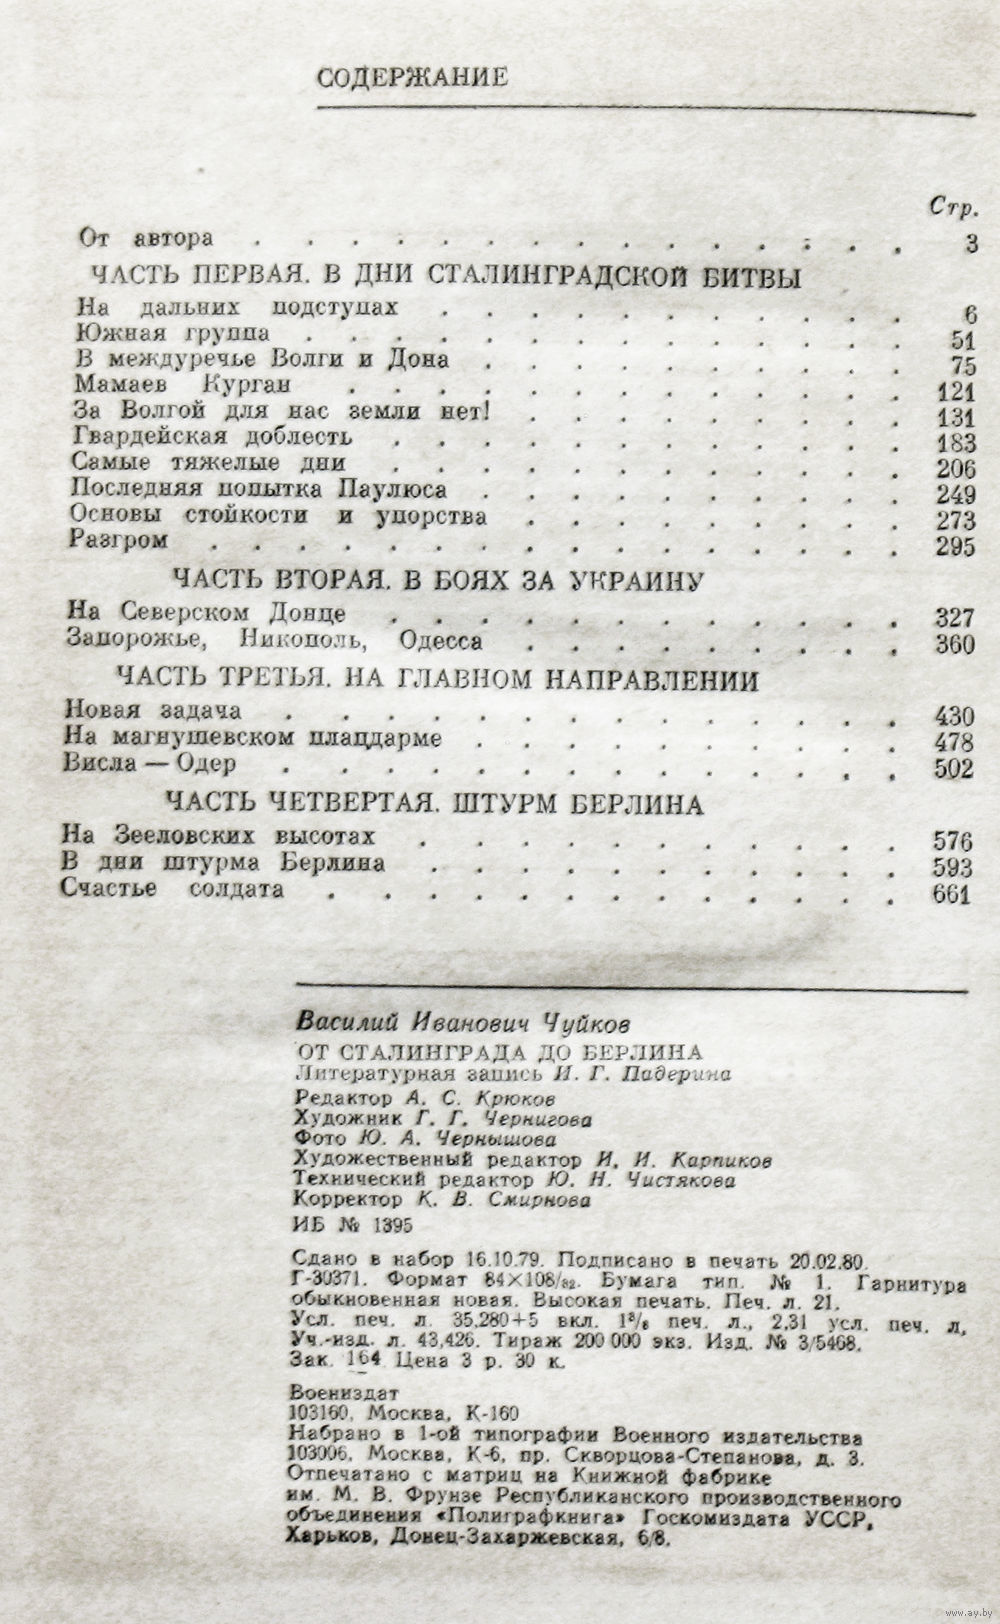 СОДЕРЖАНИЕ
Стр.
От автора . . . . . . . . . . . . . . . 3
ЧАСТЬ ПЕРВАЯ. В ДНИ СТАЛИНГРАДСКОЙ БИТВЫ
На дальних подступах . . . . . . . . . . . 6
Южная группа . . . . . . . . . . . . . . 51
В междуречье Волги и Дона . . . . . . . . . . 75
Мамаев Курган . . . . . . . . . . . . . 121
За Волгой для нас земли нет! . . . . . . . . . 131
Гвардейская доблесть . . . . . . . . . . . . 183
Самые тяжелые дни . . . . . . . . . . . . 206
Последняя попытка Паулюса . . . . . . . . . . 249
Основы стойкости и упорства . . . . . . . . . 273
Разгром . . . . . . . . . . . . . . . . 295
ЧАСТЬ ВТОРАЯ. В БОЯХ ЗА УКРАИНУ
На Северском Донце . . . . . . . . . . . . 327
Запорожье, Никополь, Одесса . . . . . . . . . 360
ЧАСТЬ ТРЕТЬЯ. НА ГЛАВНОМ НАПРАВЛЕНИИ
Новая задача . . . . . . . . . . . . . . 430
На магнушевском плацдарме . . . . . . . . . . 478
Висла — Одер . . . . . . . . . . . . . . 502
ЧАСТЬ ЧЕТВЕРТАЯ. ШТУРМ БЕРЛИНА
На Зееловских высотах . . . . . . . . . . . 576
В дни штурма Берлина . . . . . . . . . . . 593
Счастье солдата . . . . . . . . . . . . . 661
Василий Иванович Чуйков
ОТ СТАЛИНГРАДА ДО БЕРЛИНА
Литературная запись И. Г. Падерина
Редактор А. С. Крюков
Художник Г. Г. Чернигова
Фото Ю. А. Чернышова
Художественный редактор И. И. Карпиков
Технический редактор Ю. Н. Чистякова
Корректор К. В. Смирнова
ИБ № 1395
Сдано в набор 16.10.79. Подписано в печать 20.02.80.
Г-30371. Формат 84×108/32. Бумага тип. № 1. Гарнитура
обыкновенная новая. Высокая печать. Печ. л. 21.
Усл. печ. л. 35,280+5 вкл. 1³/₈ печ. л., 2,31 усл. печ. л,
Уч.-изд. л. 43,426. Тираж 200 000 экз. Изд. № 3/5468.
Зак. 164 Цена 3 р. 30 к.
Воениздат
103160, Москва, К-160
Набрано в 1-ой типографии Военного издательства
103006, Москва, К-6, пр. Скворцова-Степанова, д. 3.
Отпечатано с матриц на Книжной фабрике
им. М. В. Фрунзе Республиканского производственного
объединения «Полиграфкнига» Госкомиздата УССР,
Харьков, Донец-Захаржевская, 6/8.
www.ay.by